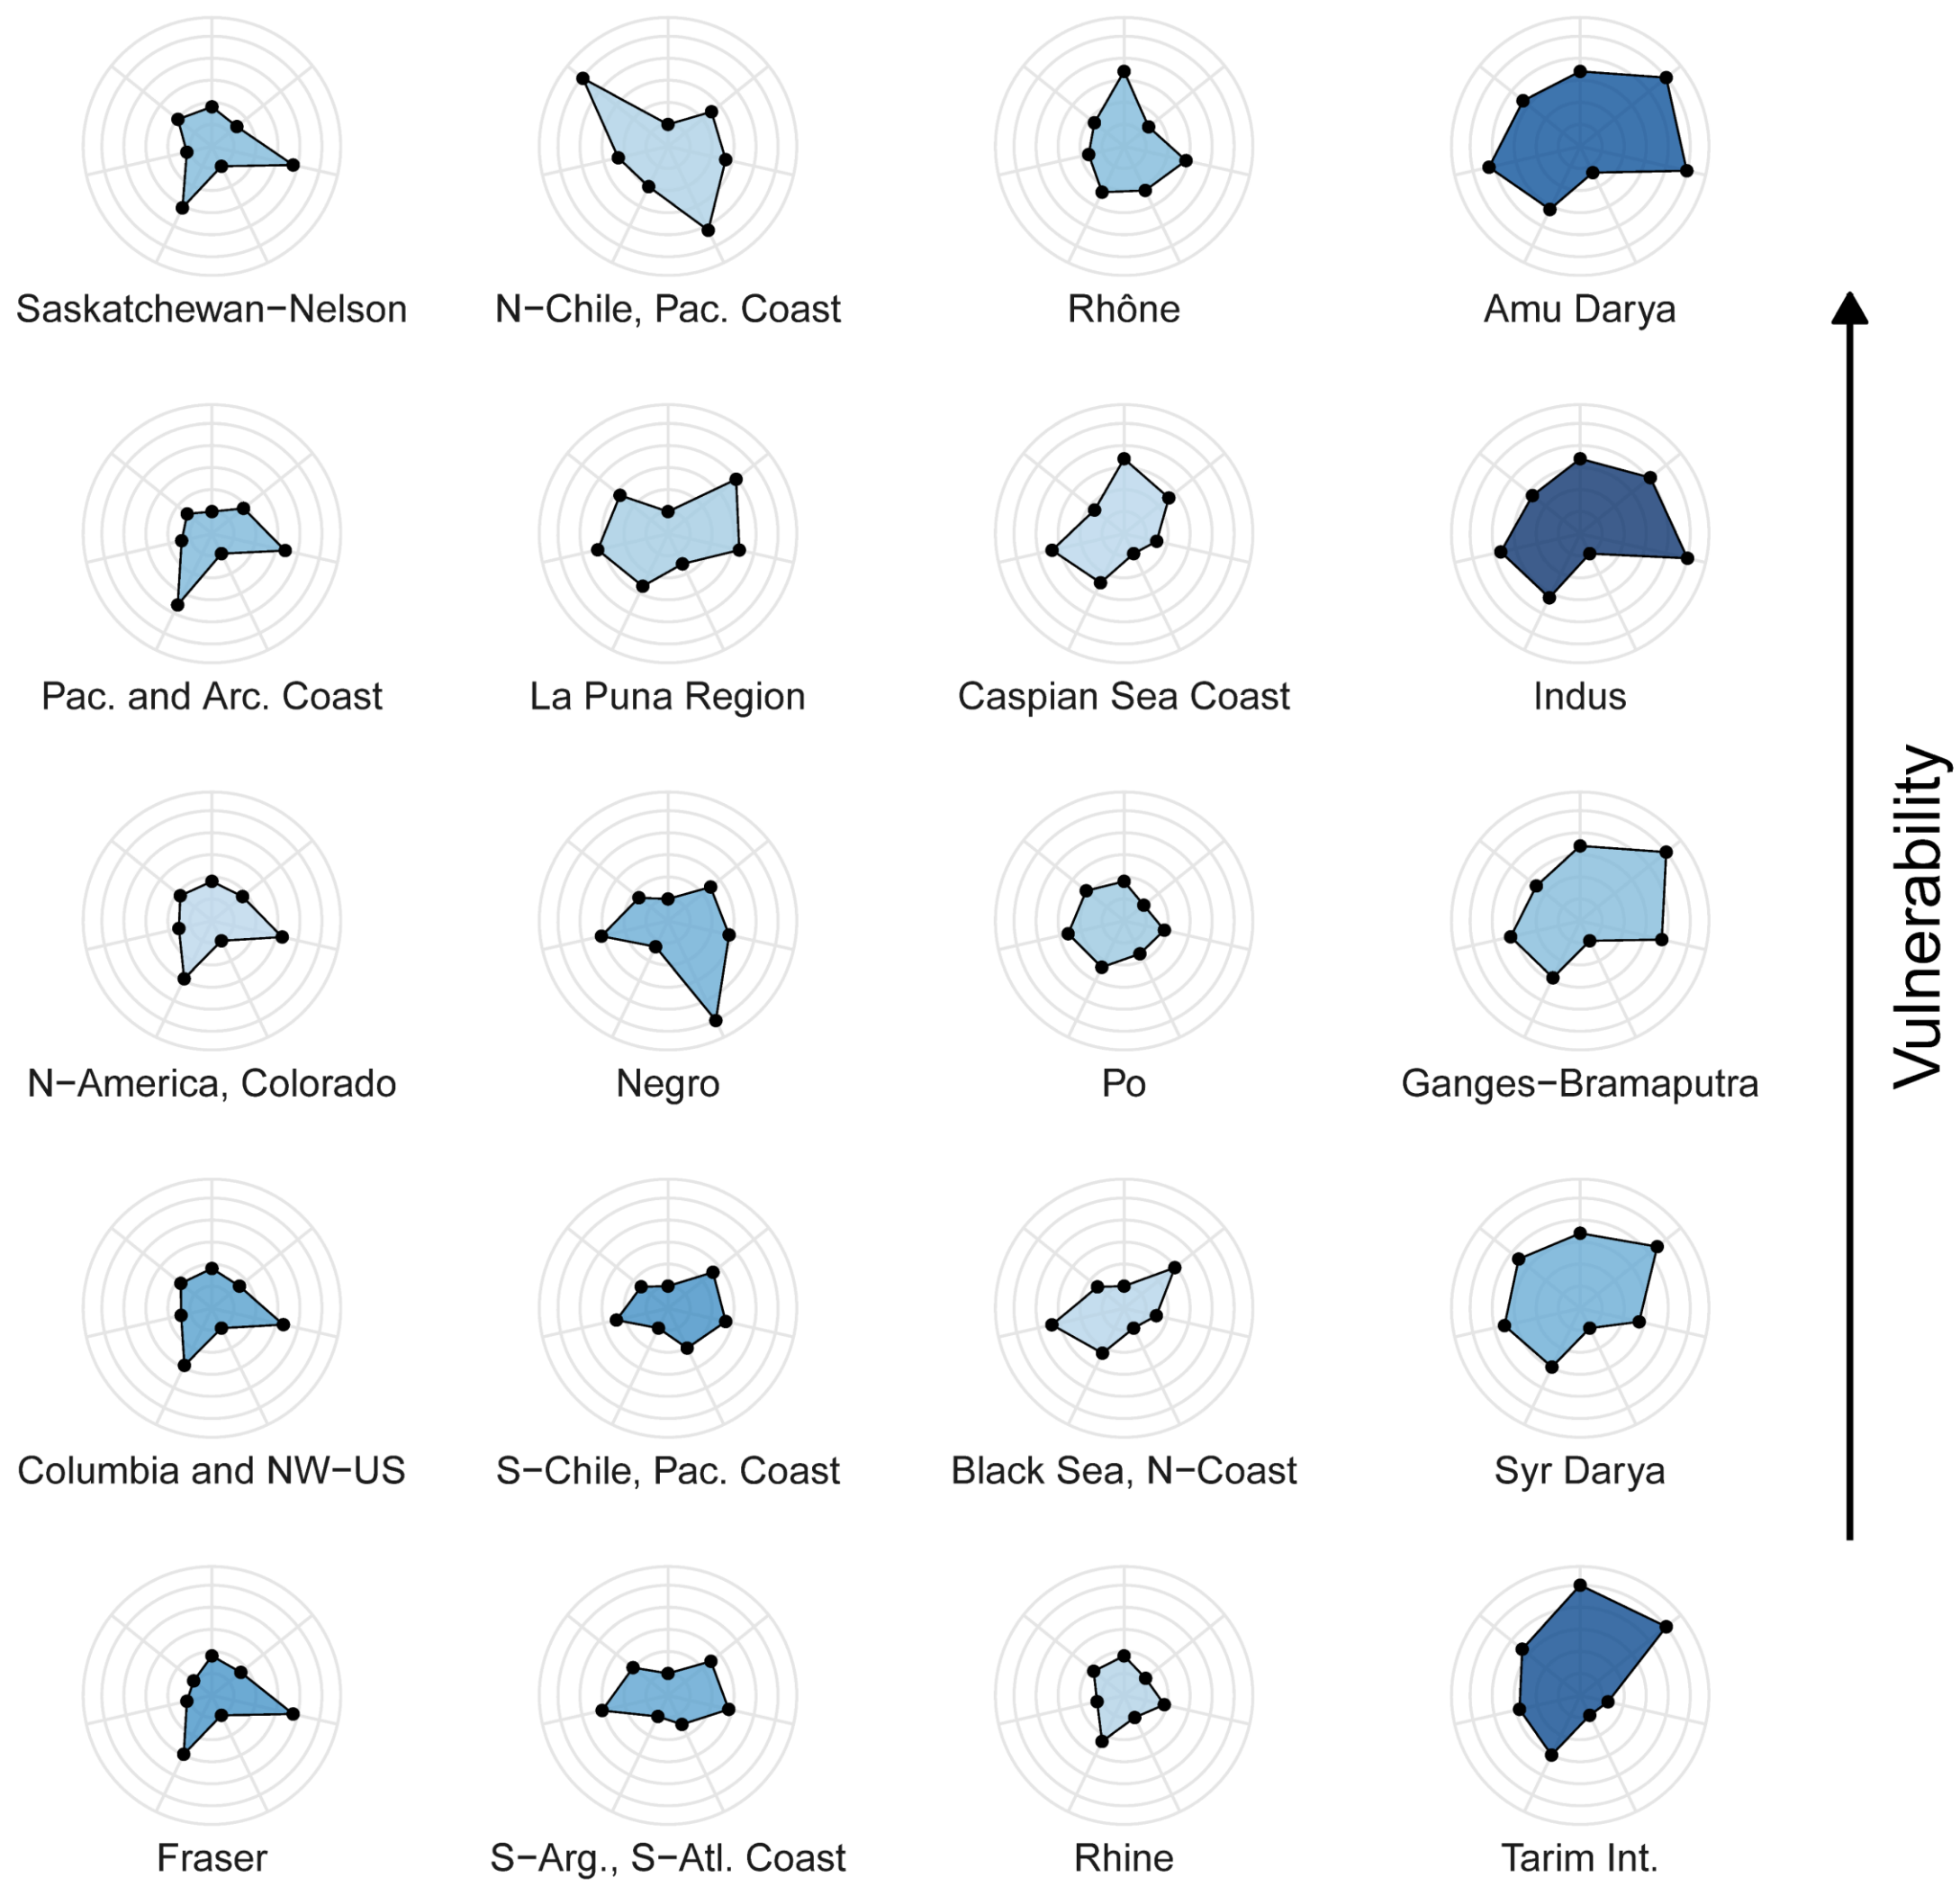 Saskatchewan−Nelson
N−Chile, Pac. Coast
Rhône
Amu Darya
Pac. and Arc. Coast
La Puna Region
Caspian Sea Coast
Indus
N−America, Colorado
Negro
Po
Ganges−Bramaputra
Columbia and NW−US
S−Chile, Pac. Coast
Black Sea, N−Coast
Syr Darya
Fraser
S−Arg., S−Atl. Coast
Rhine
Tarim Int.
Vulnerability